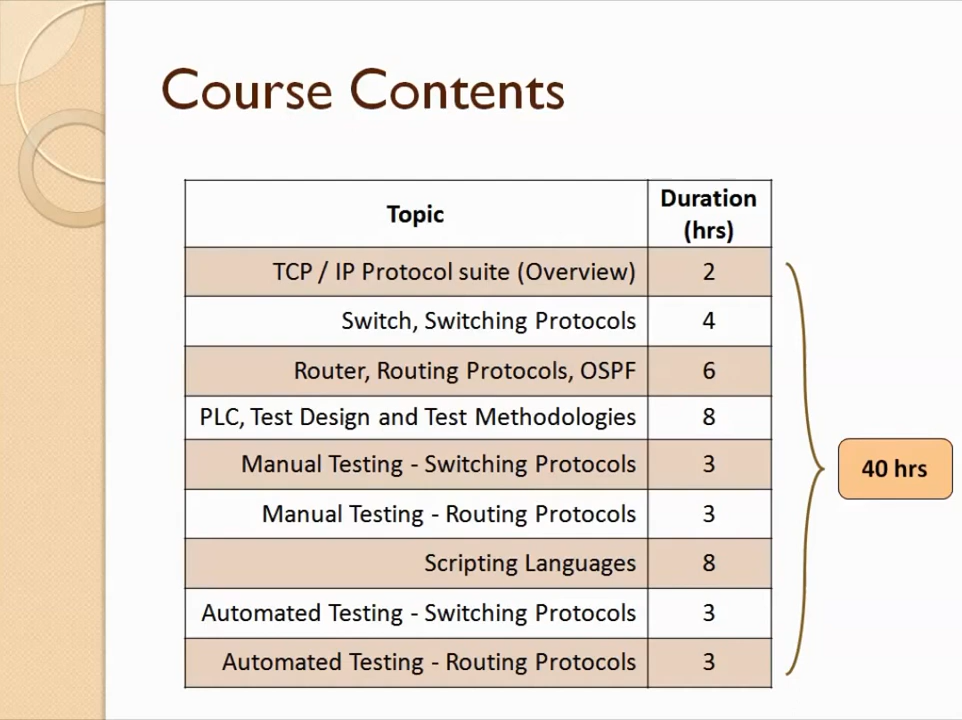 Course Contents
Topic
Duration
(hrs)
TCP / IP Protocol suite (Overview) 2
Switch, Switching Protocols 4
Router, Routing Protocols, OSPF 6
PLC, Test Design and Test Methodologies 8
Manual Testing - Switching Protocols 3
Manual Testing - Routing Protocols 3
Scripting Languages 8
Automated Testing - Switching Protocols 3
Automated Testing - Routing Protocols 3
40 hrs